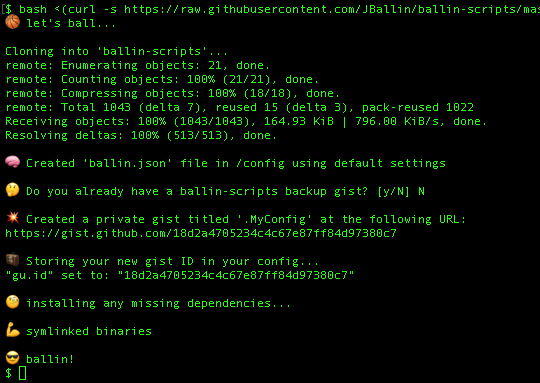 $ bash <(curl -s https://raw.githubusercontent.com/JBallin/ballin-scripts/mas
🏀 let's ball...
Cloning into 'ballin-scripts'...
remote: Enumerating objects: 21, done.
remote: Counting objects: 100% (21/21), done.
remote: Compressing objects: 100% (18/18), done.
remote: Total 1043 (delta 7), reused 15 (delta 3), pack-reused 1022
Receiving objects: 100% (1043/1043), 164.93 KiB | 796.00 KiB/s, done.
Resolving deltas: 100% (513/513), done.
🧠 Created 'ballin.json' file in /config using default settings
🤔 Do you already have a ballin-scripts backup gist? [y/N] N
💥 Created a private gist titled '.MyConfig' at the following URL:
https://gist.github.com/18d2a4705234c4c67e87ff84d97380c7
Storing your new gist ID in your config...
"gu.id" set to: "18d2a4705234c4c67e87ff84d97380c7"
🧐 installing any missing dependencies...
💪 symlinked binaries
😎 ballin!
$